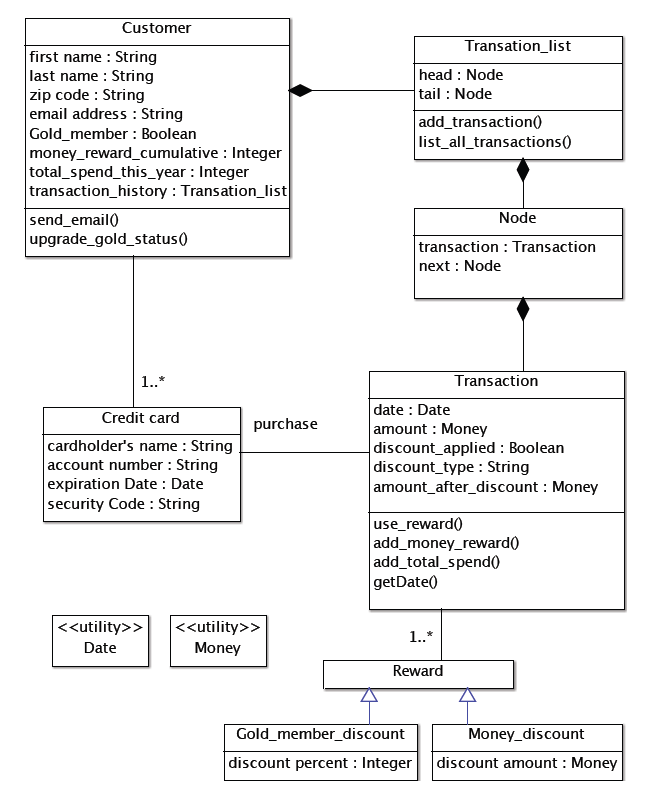 Customer
first name : String
last name : String
zip code : String
email address : String
Gold_member : Boolean
money_reward_cumulative : Integer
total_spend_this_year : Integer
transaction_history : Transation_list
send_email()
upgrade_gold_status()
Transation_list
head : Node
tail : Node
add_transaction()
list_all_transactions()
Node
transaction : Transaction
next : Node
1..*
Credit card
cardholder's name : String
account number : String
expiration Date : Date
security Code : String
purchase
Transaction
date : Date
amount : Money
discount_applied : Boolean
discount_type : String
amount_after_discount : Money
use_reward()
add_money_reward()
add_total_spend()
getDate()
<<utility>>
Date
<<utility>>
Money
1..*
Reward
Gold_member_discount
discount percent : Integer
Money_discount
discount amount : Money